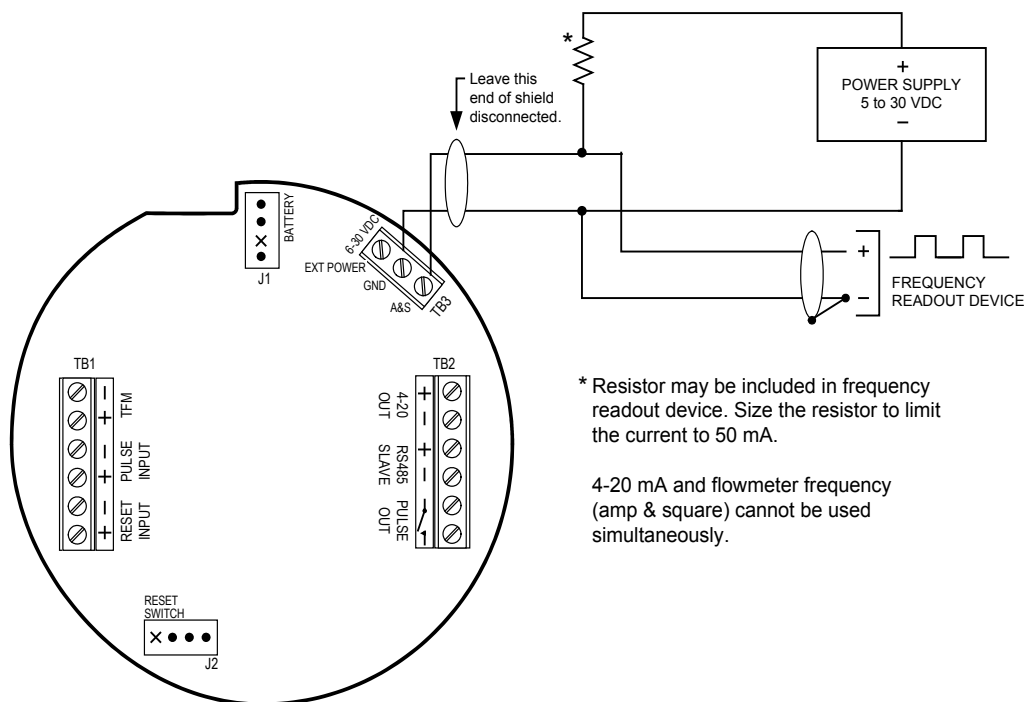 *
POWER SUPPLY
5 to 30 VDC
+
–
Leave this
end of shield
disconnected.
BATTERY
J1
6-30 VDC
EXT POWER
GND
A&S
TB3
+
–
FREQUENCY
READOUT DEVICE
TB1
– TFM +
– PULSE INPUT +
– RESET INPUT +
TB2
+ 4-20 OUT –
+ RS485 SLAVE –
PULSE OUT
RESET
SWITCH
J2
* Resistor may be included in frequency
readout device. Size the resistor to limit
the current to 50 mA.
4-20 mA and flowmeter frequency
(amp & square) cannot be used
simultaneously.